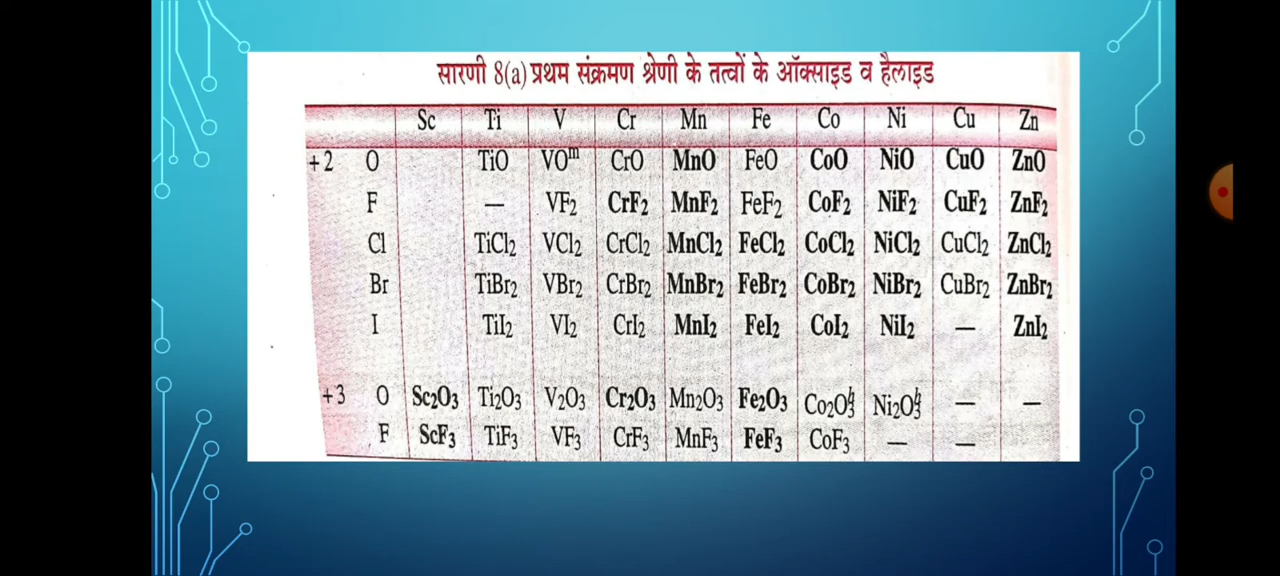 सारणी 8(a) प्रथम संक्रमण श्रेणी के तत्वों के ऑक्साइड व हैलाइड
Sc Ti V Cr Mn Fe Co Ni Cu Zn
+2 O TiO VOᵐ CrO MnO FeO CoO NiO CuO ZnO
F — VF₂ CrF₂ MnF₂ FeF₂ CoF₂ NiF₂ CuF₂ ZnF₂
Cl TiCl₂ VCl₂ CrCl₂ MnCl₂ FeCl₂ CoCl₂ NiCl₂ CuCl₂ ZnCl₂
Br TiBr₂ VBr₂ CrBr₂ MnBr₂ FeBr₂ CoBr₂ NiBr₂ CuBr₂ ZnBr₂
I TiI₂ VI₂ CrI₂ MnI₂ FeI₂ CoI₂ NiI₂ — ZnI₂
+3 O Sc₂O₃ Ti₂O₃ V₂O₃ Cr₂O₃ Mn₂O₃ Fe₂O₃ Co₂O₃ᵇ Ni₂O₃ᵇ — —
F ScF₃ TiF₃ VF₃ CrF₃ MnF₃ FeF₃ CoF₃ — —